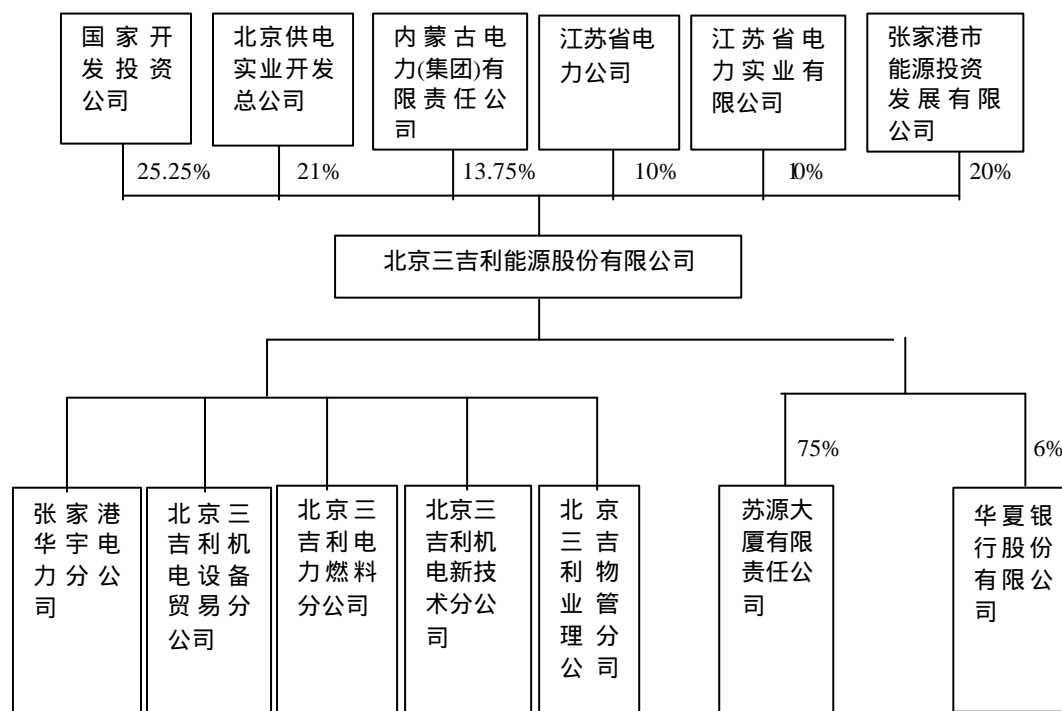 国家开
发投资
公司
北京供电
实业开发
总公司
内蒙古电
力(集团)有
限责任公
司
江苏省电
力公司
江苏省电
力实业有
限公司
张家港市
能源投资
发展有限
公司
25.25%
21%
13.75%
10%
10%
20%
北京三吉利能源股份有限公司
75%
6%
张家港
华宇电
力分公
司
北京三
吉利机
电设备
贸易分
公司
北京三
吉利电
力燃料
分公司
北京三
吉利机
电新技
术分公
司
北京
三吉
利物
业管
理分
公司
苏源大
厦有限
责任公
司
华夏银
行股份
有限公
司